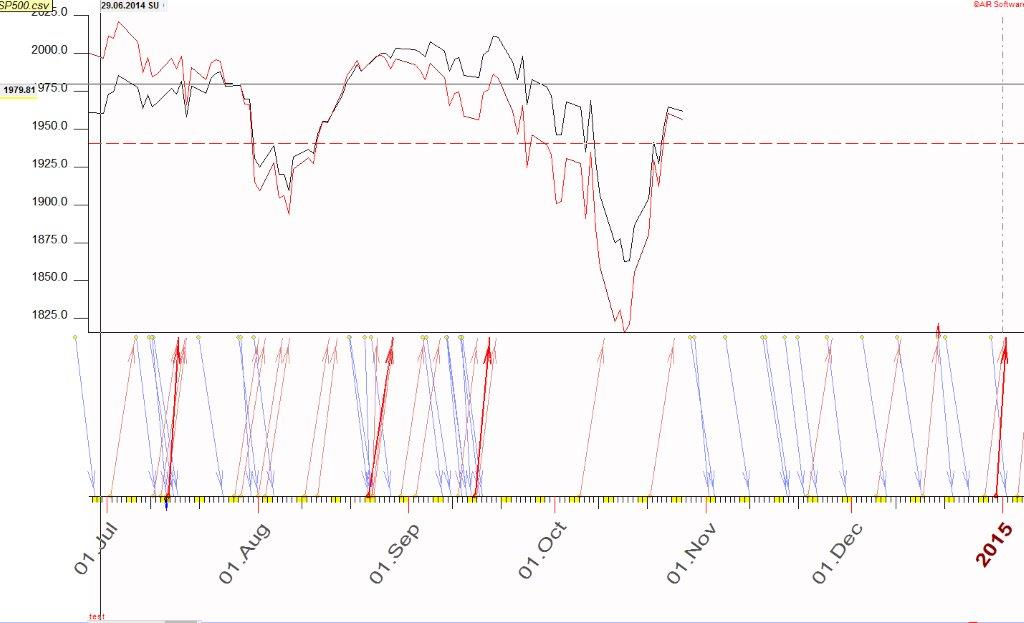 SP500.csv
29.06.2014 SU
©AIR Software
2025.0
2000.0
1979.81
1975.0
1950.0
1925.0
1900.0
1875.0
1850.0
1825.0
01.Jul
01.Aug
01.Sep
01.Oct
01.Nov
01.Dec
2015
test